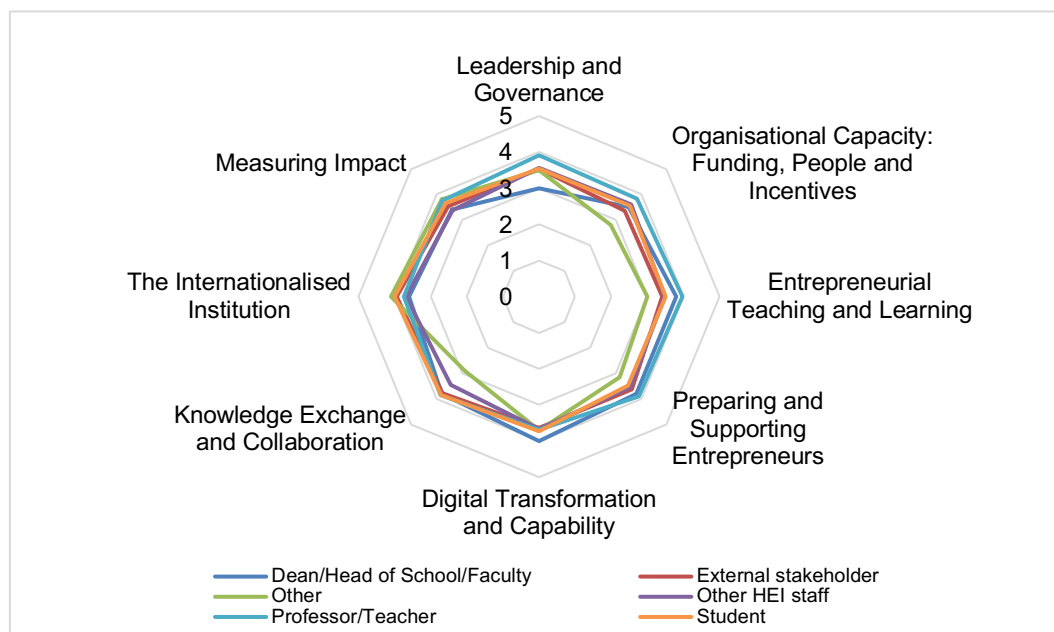 Leadership and
Governance
Organisational Capacity:
Funding, People and
Incentives
Entrepreneurial
Teaching and Learning
Preparing and
Supporting
Entrepreneurs
Digital Transformation
and Capability
Knowledge Exchange
and Collaboration
The Internationalised
Institution
Measuring Impact
5
4
3
2
1
0
Dean/Head of School/Faculty
External stakeholder
Other
Other HEI staff
Professor/Teacher
Student